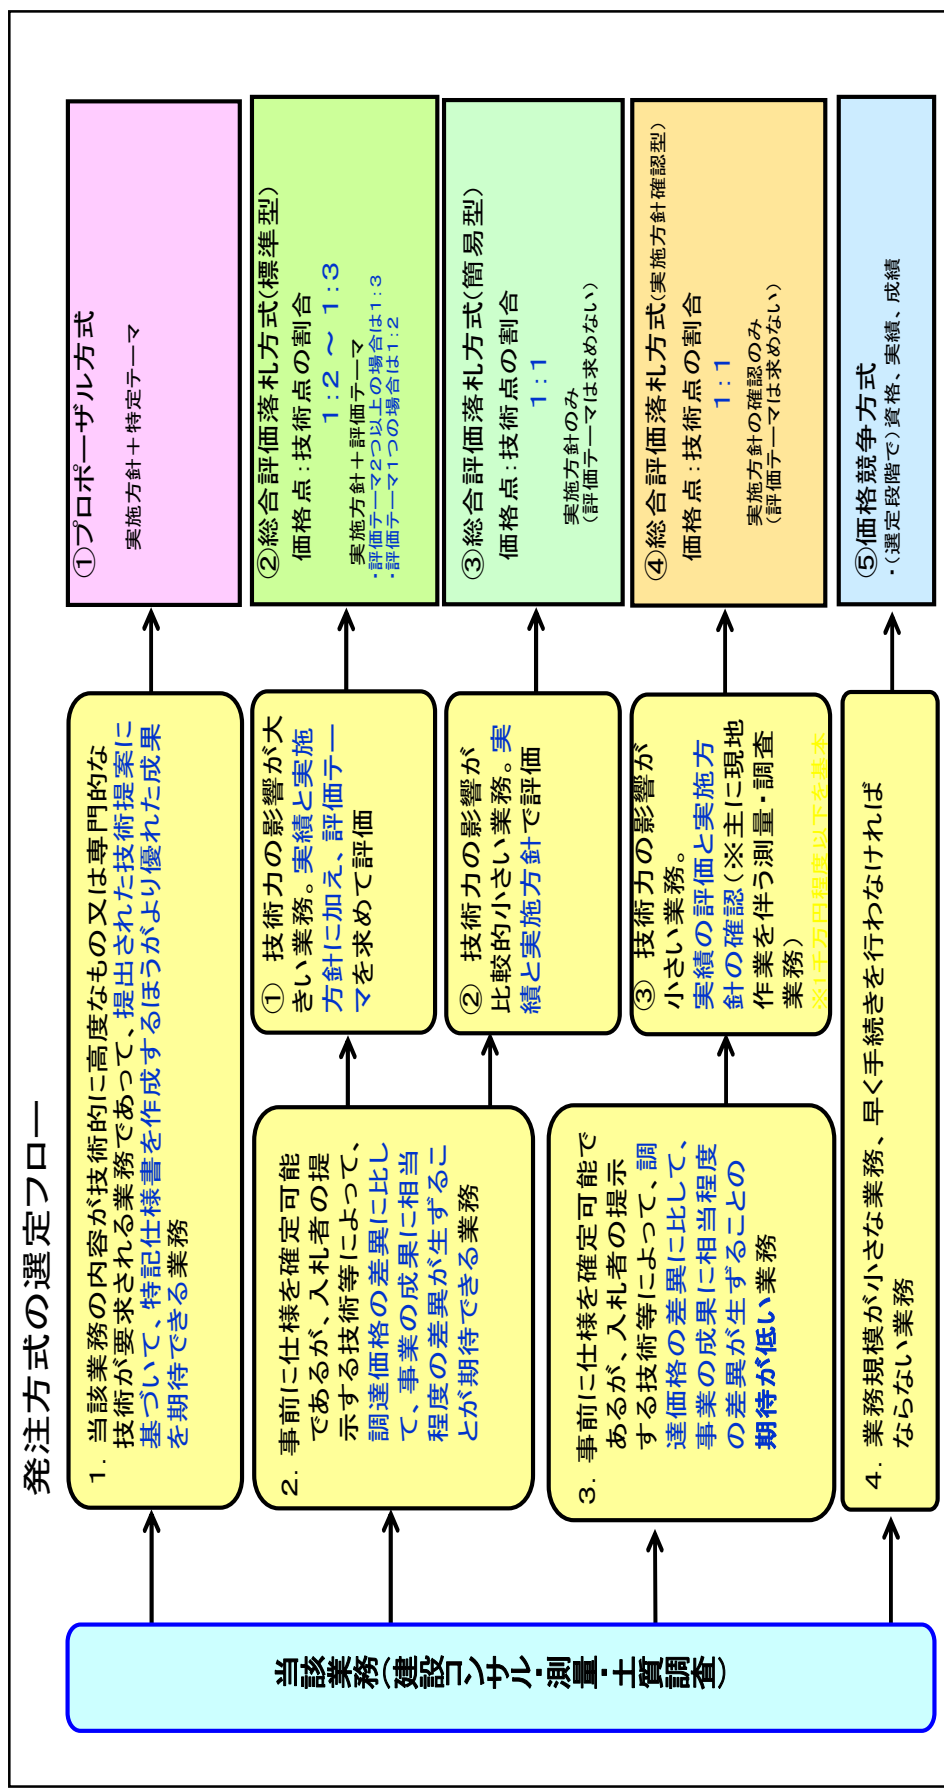 発注方式の選定フロー
当該業務(建設コンサル・測量・土質調査)
1. 当該業務の内容が技術的に高度なもの又は専門的な
技術が要求される業務であって、提出された技術提案に
基づいて、特記仕様書を作成するほうがより優れた成果
を期待できる業務
①プロポーザル方式
実施方針＋特定テーマ
2. 事前に仕様を確定可能
であるが、入札者の提
示する技術等によって、
調達価格の差異に比し
て、事業の成果に相当
程度の差異が生ずるこ
とが期待できる業務
① 技術力の影響が大
きい業務。実績と実施
方針に加え、評価テー
マを求めて評価
②総合評価落札方式(標準型)
価格点：技術点の割合
1：2 ～ 1：3
実施方針＋評価テーマ
・評価テーマ2つ以上の場合は1：3
・評価テーマ1つの場合は1：2
② 技術力の影響が
比較的小さい業務。実
績と実施方針で評価
③総合評価落札方式(簡易型)
価格点：技術点の割合
1：1
実施方針のみ
(評価テーマは求めない)
3. 事前に仕様を確定可能で
あるが、入札者の提示
する技術等によって、調
達価格の差異に比して、
事業の成果に相当程度
の差異が生ずることの
期待が低い業務
③ 技術力の影響が
小さい業務。
実績の評価と実施方
針の確認(※主に現地
作業を伴う測量・調査
業務)
※1千万円程度以下を基本
④総合評価落札方式(実施方針確認型)
価格点：技術点の割合
1：1
実施方針の確認のみ
(評価テーマは求めない)
4. 業務規模が小さな業務、早く手続きを行わなければ
ならない業務
⑤価格競争方式
・(選定段階で)資格、実績、成績